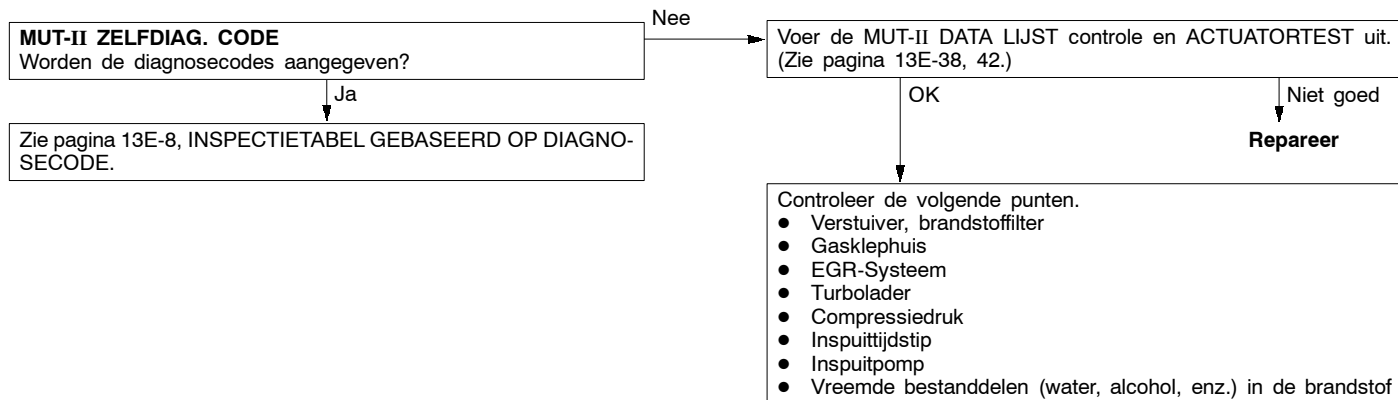 MUT-II ZELFDIAG. CODE
Worden de diagnosecodes aangegeven?
Nee
Voer de MUT-II DATA LIJST controle en ACTUATORTEST uit.
(Zie pagina 13E-38, 42.)
Ja
Zie pagina 13E-8, INSPECTIETABEL GEBASEERD OP DIAGNO-
SECODE.
OK
Niet goed
Repareer
Controleer de volgende punten.
● Verstuiver, brandstoffilter
● Gasklephuis
● EGR-Systeem
● Turbolader
● Compressiedruk
● Inspuittijdstip
● Inspuitpomp
● Vreemde bestanddelen (water, alcohol, enz.) in de brandstof